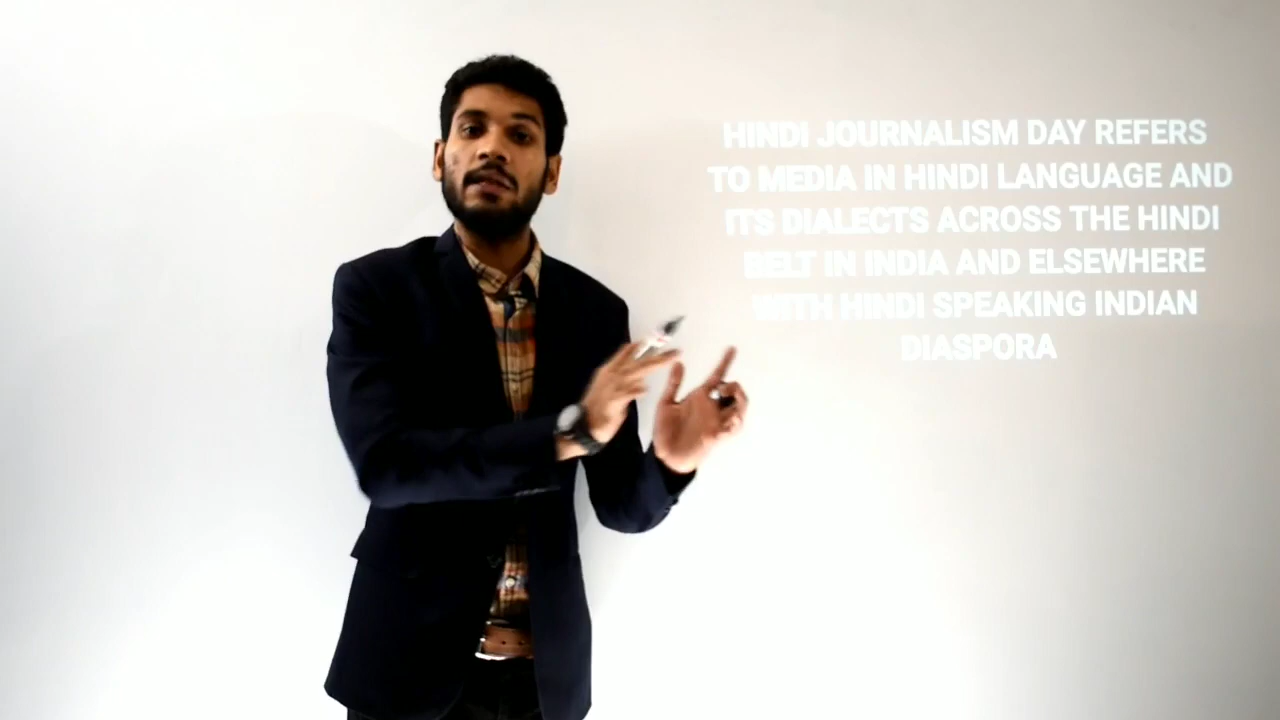 HINDI JOURNALISM DAY REFERS
TO MEDIA IN HINDI LANGUAGE AND
ITS DIALECTS ACROSS THE HINDI
BELT IN INDIA AND ELSEWHERE
WITH HINDI SPEAKING INDIAN
DIASPORA